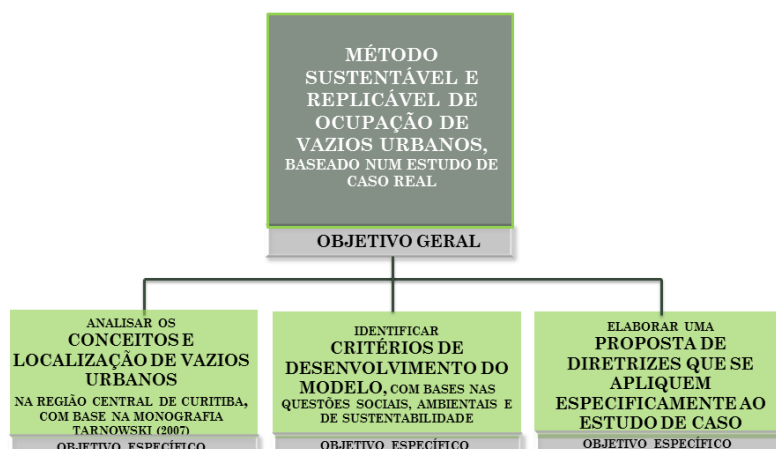 MÉTODO
SUSTENTÁVEL E
REPLICÁVEL DE
OCUPAÇÃO DE
VAZIOS URBANOS,
BASEADO NUM ESTUDO DE
CASO REAL
OBJETIVO GERAL
ANALISAR OS
CONCEITOS E
LOCALIZAÇÃO DE VAZIOS
URBANOS
NA REGIÃO CENTRAL DE CURITIBA,
COM BASE NA MONOGRAFIA
TARNOWSKI (2007)
OBJETIVO ESPECÍFICO
IDENTIFICAR
CRITÉRIOS DE
DESENVOLVIMENTO DO
MODELO, COM BASES NAS
QUESTÕES SOCIAIS, AMBIENTAIS E
DE SUSTENTABILIDADE
OBJETIVO ESPECÍFICO
ELABORAR UMA
PROPOSTA DE
DIRETRIZES QUE SE
APLIQUEM
ESPECIFICAMENTE AO
ESTUDO DE CASO
OBJETIVO ESPECÍFICO